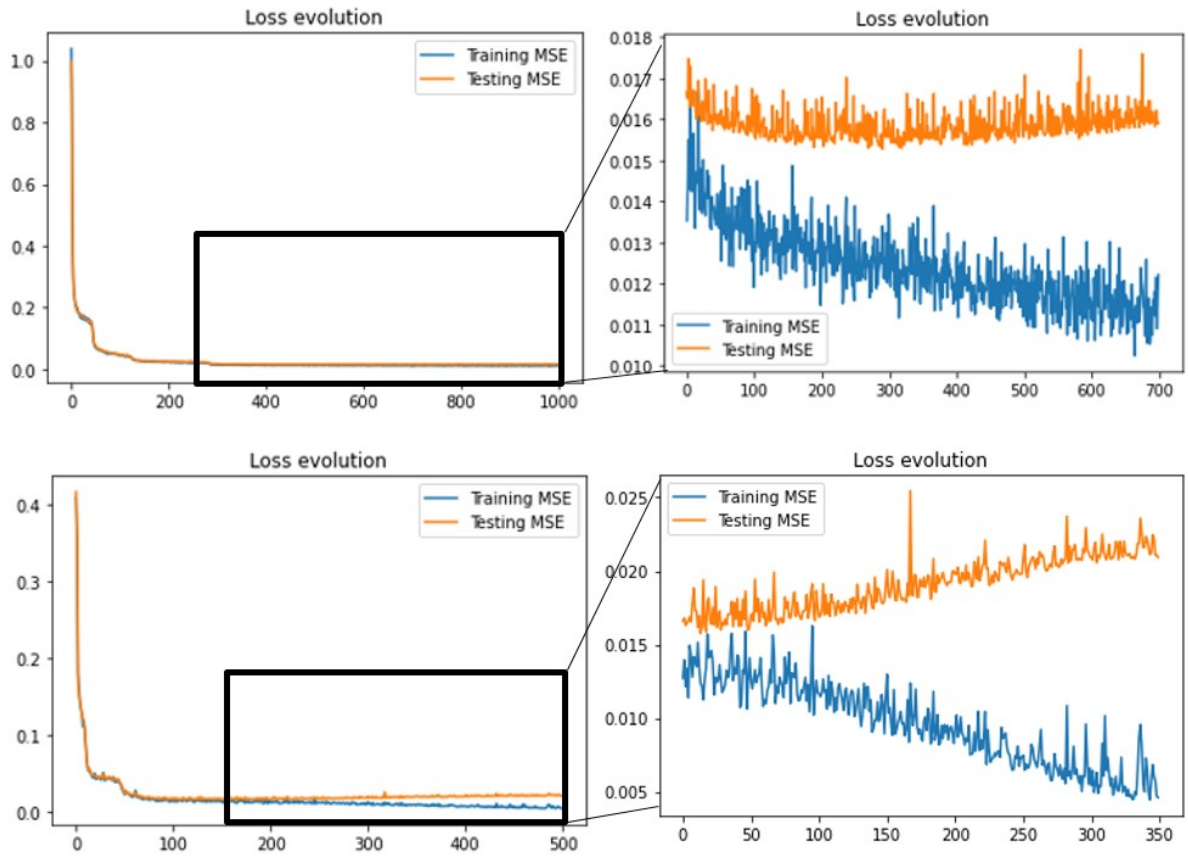 Loss evolution
1.0
0.8
0.6
0.4
0.2
0.0
0 200 400 600 800 1000
Training MSE
Testing MSE
Loss evolution
0.018
0.017
0.016
0.015
0.014
0.013
0.012
0.011
0.010
0 100 200 300 400 500 600 700
Training MSE
Testing MSE
Loss evolution
0.4
0.3
0.2
0.1
0.0
0 100 200 300 400 500
Training MSE
Testing MSE
Loss evolution
0.025
0.020
0.015
0.010
0.005
0 50 100 150 200 250 300 350
Training MSE
Testing MSE